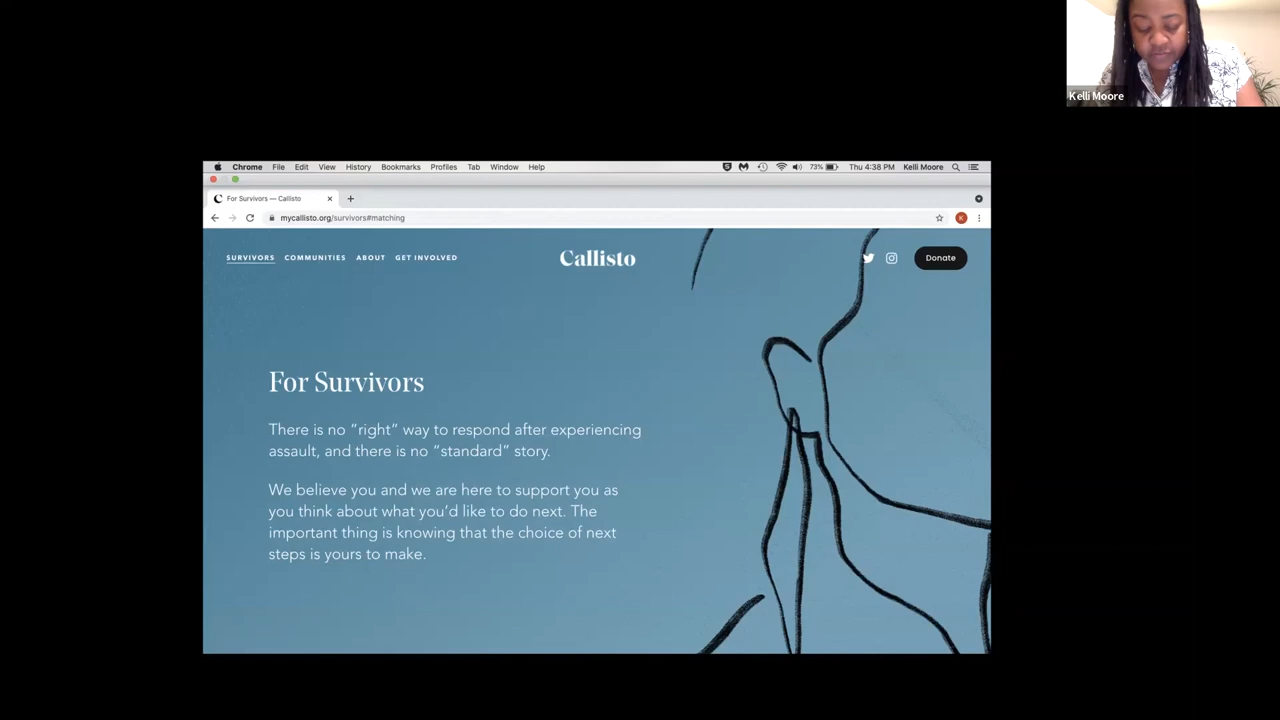 Kelli Moore
Chrome File Edit View History Bookmarks Profiles Tab Window Help 73% Thu 4:38 PM Kelli Moore
For Survivors — Callisto
mycallisto.org/survivors#matching K
SURVIVORS COMMUNITIES ABOUT GET INVOLVED Callisto Donate
For Survivors
There is no “right” way to respond after experiencing
assault, and there is no “standard” story.
We believe you and we are here to support you as
you think about what you’d like to do next. The
important thing is knowing that the choice of next
steps is yours to make.